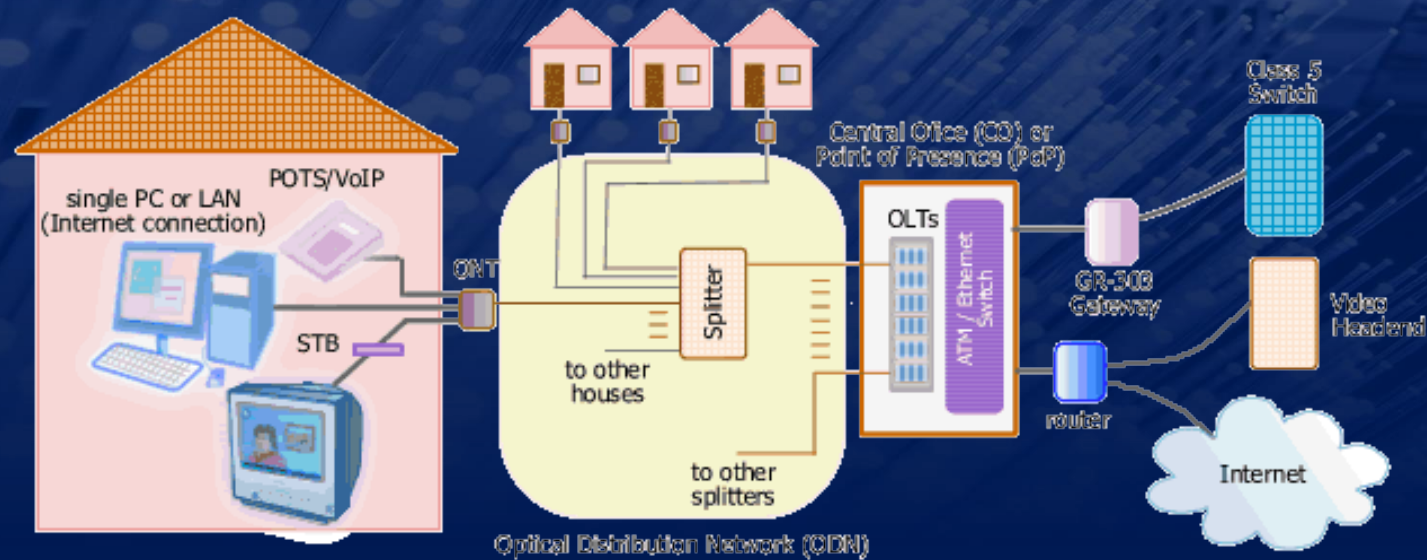 single PC or LAN
(Internet connection)
POTS/VoIP
STB
ONT
Splitter
to other
houses
to other
splitters
Optical Distribution Network (ODN)
Central Ofice (CO) or
Point of Presence (PoP)
OLTs
ATM / Ethernet
Switch
Class 5
Switch
GR-303
Gateway
Video
Headend
router
Internet